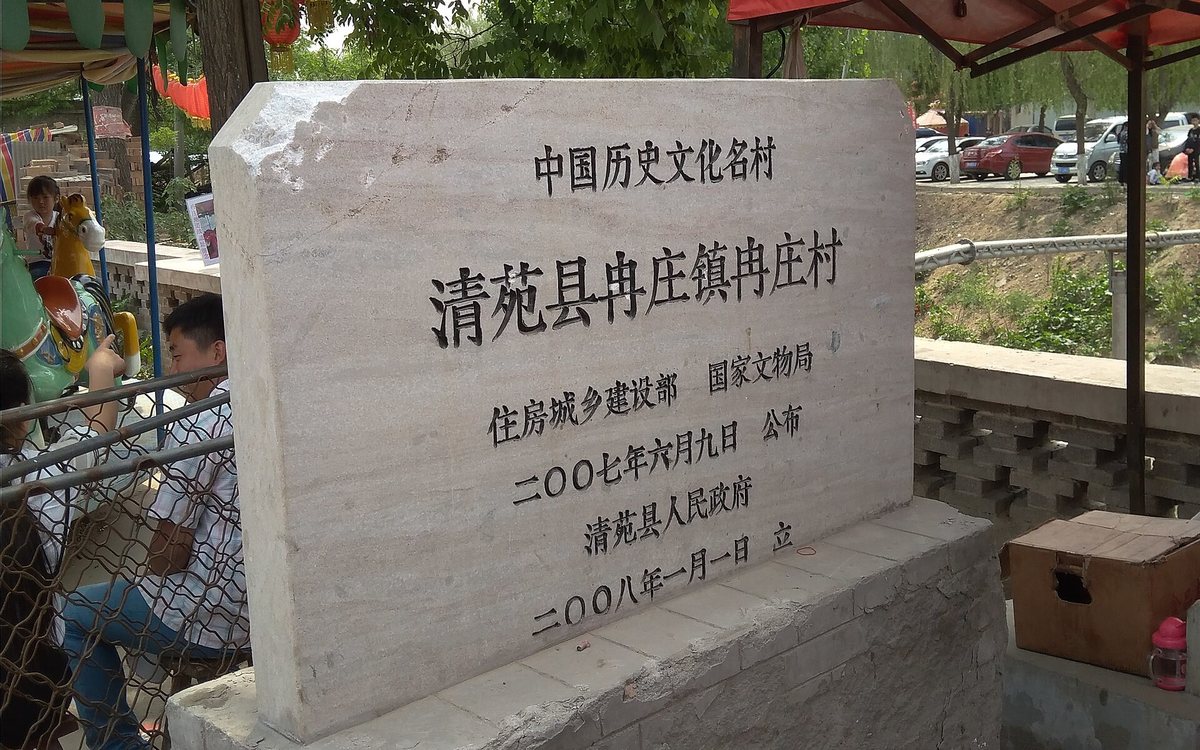 中国历史文化名村
清苑县冉庄镇冉庄村
住房城乡建设部 国家文物局
二〇〇七年六月九日 公布
清苑县人民政府
二〇〇八年一月一日 立